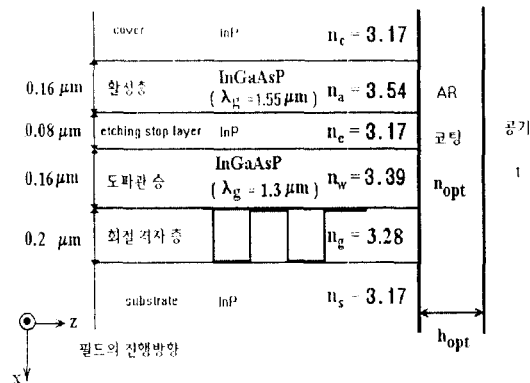 cover InP n_c = 3.17
0.16 μm 활성층 InGaAsP ( λ_g = 1.55 μm ) n_a = 3.54 AR
0.08 μm etching stop layer InP n_e = 3.17 코팅 공기
0.16 μm 도파관 층 InGaAsP ( λ_g = 1.3 μm ) n_w = 3.39 n_opt 1
0.2 μm 회절 격자 층 n_g = 3.28
substrate InP n_s = 3.17
h_opt
Z
필드의 진행방향
X